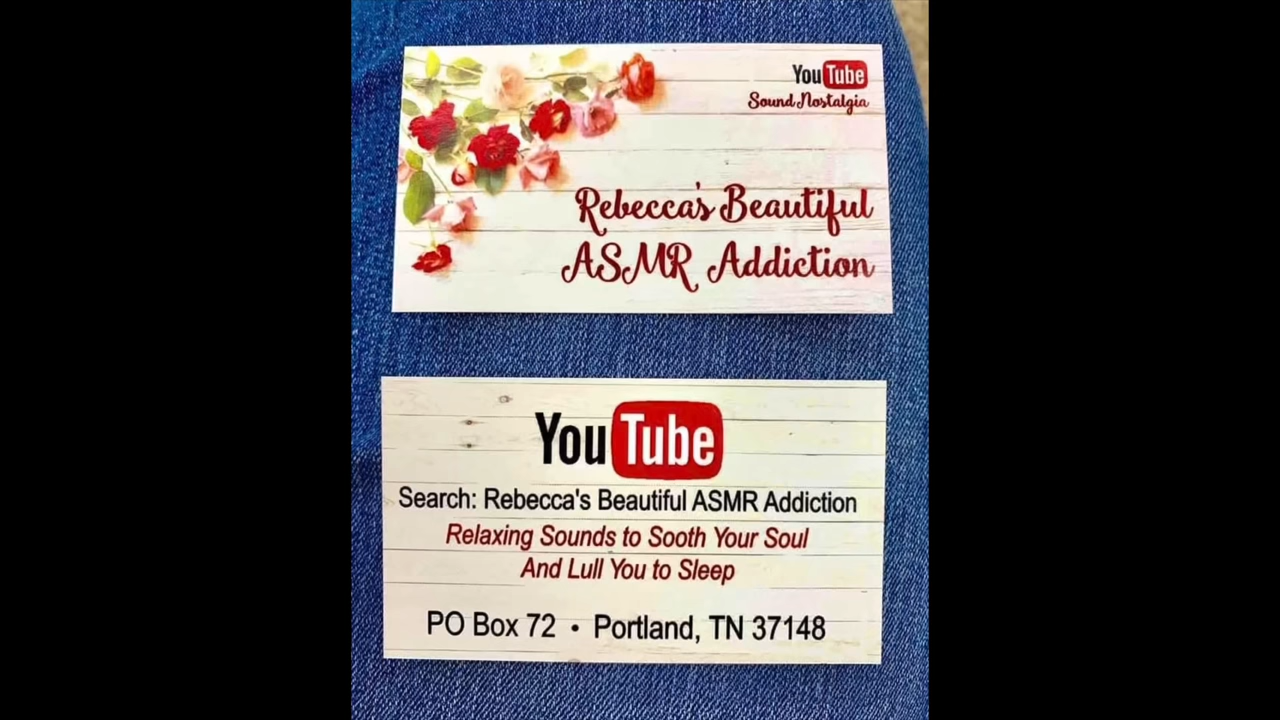 YouTube
Sound Nostalgia
Rebecca's Beautiful
ASMR Addiction
YouTube
Search: Rebecca's Beautiful ASMR Addiction
Relaxing Sounds to Sooth Your Soul
And Lull You to Sleep
PO Box 72 • Portland, TN 37148